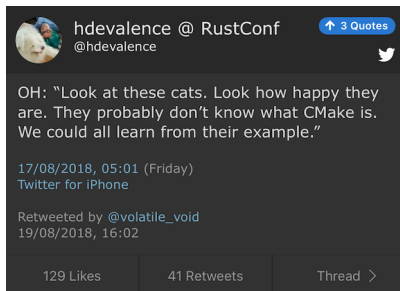 hdevalence @ RustConf
@hdevalence
3 Quotes
OH: “Look at these cats. Look how happy they
are. They probably don’t know what CMake is.
We could all learn from their example.”
17/08/2018, 05:01 (Friday)
Twitter for iPhone
Retweeted by @volatile_void
19/08/2018, 16:02
129 Likes
41 Retweets
Thread